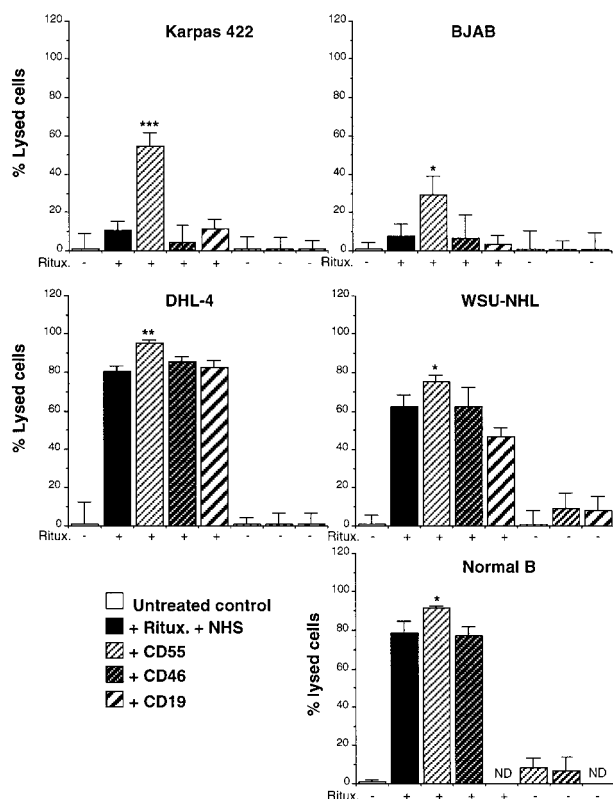 Karpas 422
BJAB
120 100 80 60 40 20 0
% Lysed cells
***
Ritux. - + + + + - - -
120 100 80 60 40 20 0
*
- + + + + - - -
DHL-4
WSU-NHL
120 100 80 60 40 20 0
% Lysed cells
**
Ritux. - + + + + - - -
120 100 80 60 40 20 0
*
- + + + + - - -
Normal B
Untreated control
+ Ritux. + NHS
+ CD55
+ CD46
+ CD19
120 100 80 60 40 20 0
% lysed cells
*
ND ND
Ritux. - + + + + - - -